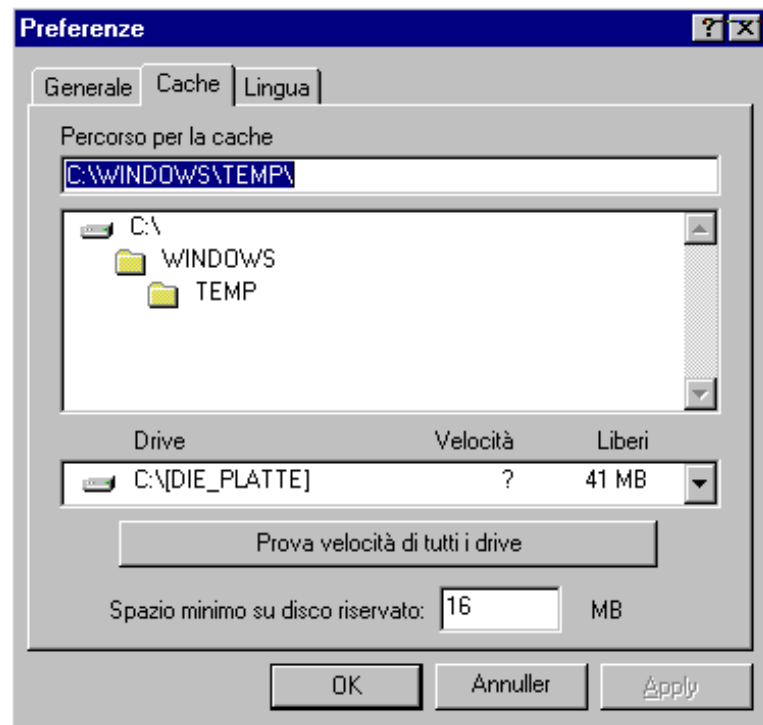 Preferenze
Generale Cache Lingua
Percorso per la cache
C:\WINDOWS\TEMP\
C:\
WINDOWS
TEMP
Drive Velocità Liberi
C:\[DIE_PLATTE] ? 41 MB
Prova velocità di tutti i drive
Spazio minimo su disco riservato: 16 MB
OK Annuller Apply